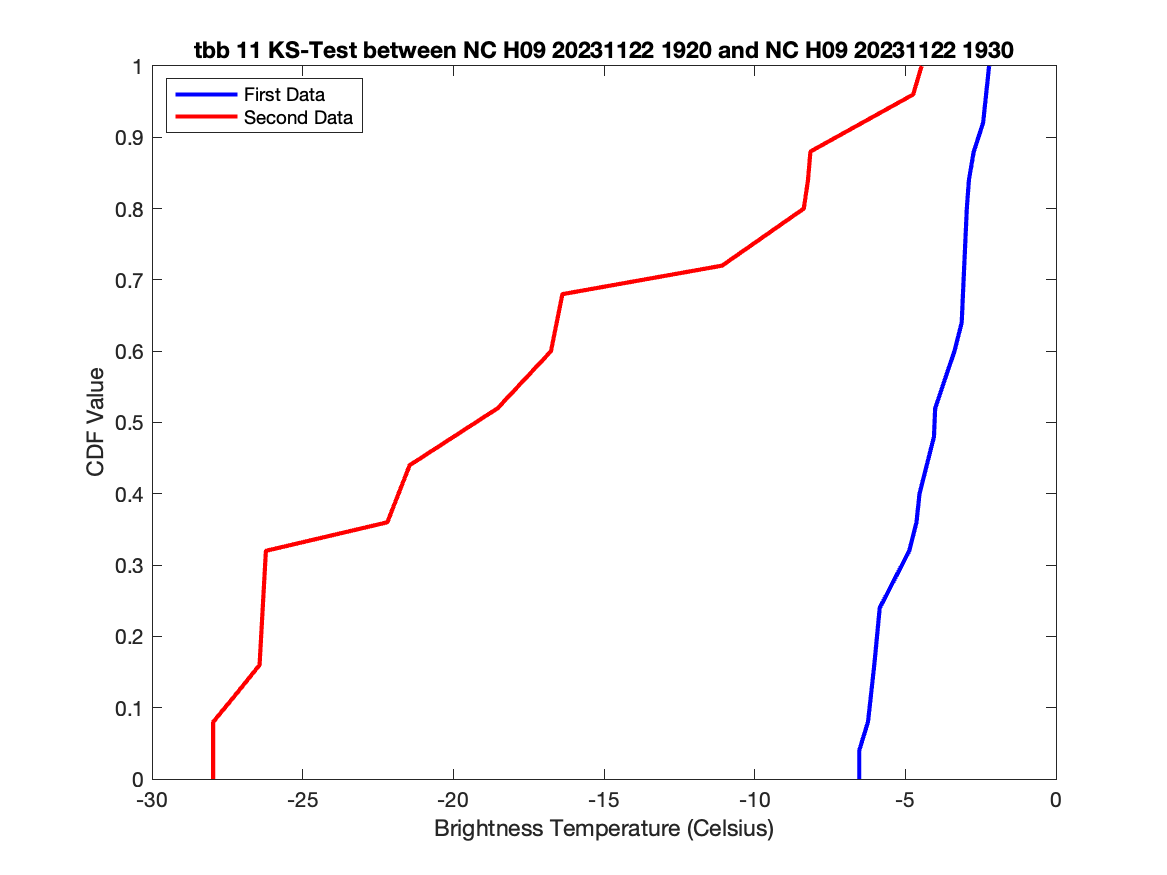 tbb 11 KS-Test between NC H09 20231122 1920 and NC H09 20231122 1930
First Data
Second Data
1
0.9
0.8
0.7
0.6
0.5
0.4
0.3
0.2
0.1
0
CDF Value
-30 -25 -20 -15 -10 -5 0
Brightness Temperature (Celsius)